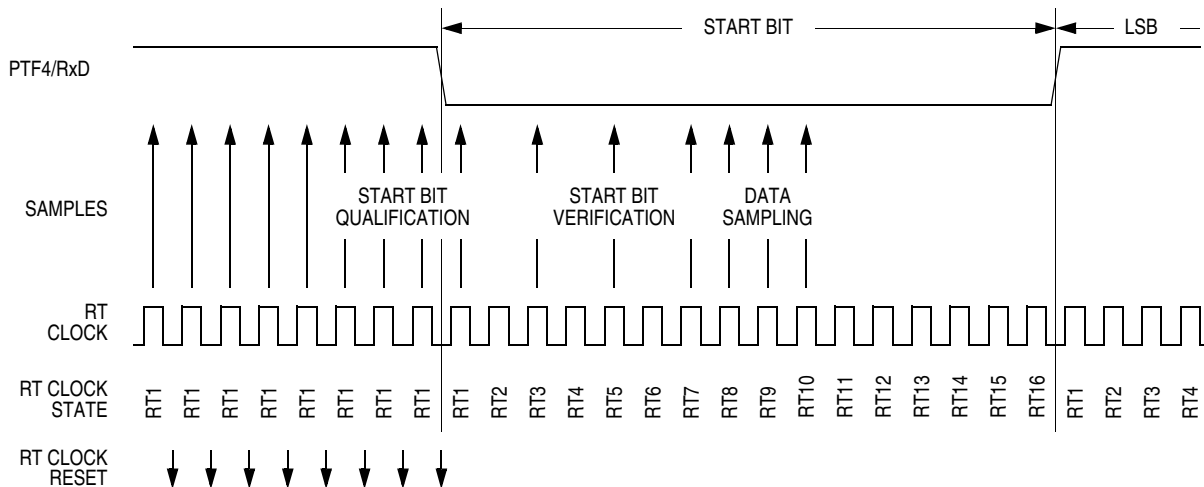 START BIT
LSB
PTF4/RxD
SAMPLES
START BIT
QUALIFICATION
START BIT
VERIFICATION
DATA
SAMPLING
RT
CLOCK
RT CLOCK
STATE
RT1 RT1 RT1 RT1 RT1 RT1 RT1 RT1 RT1 RT2 RT3 RT4 RT5 RT6 RT7 RT8 RT9 RT10 RT11 RT12 RT13 RT14 RT15 RT16 RT1 RT2 RT3 RT4
RT CLOCK
RESET